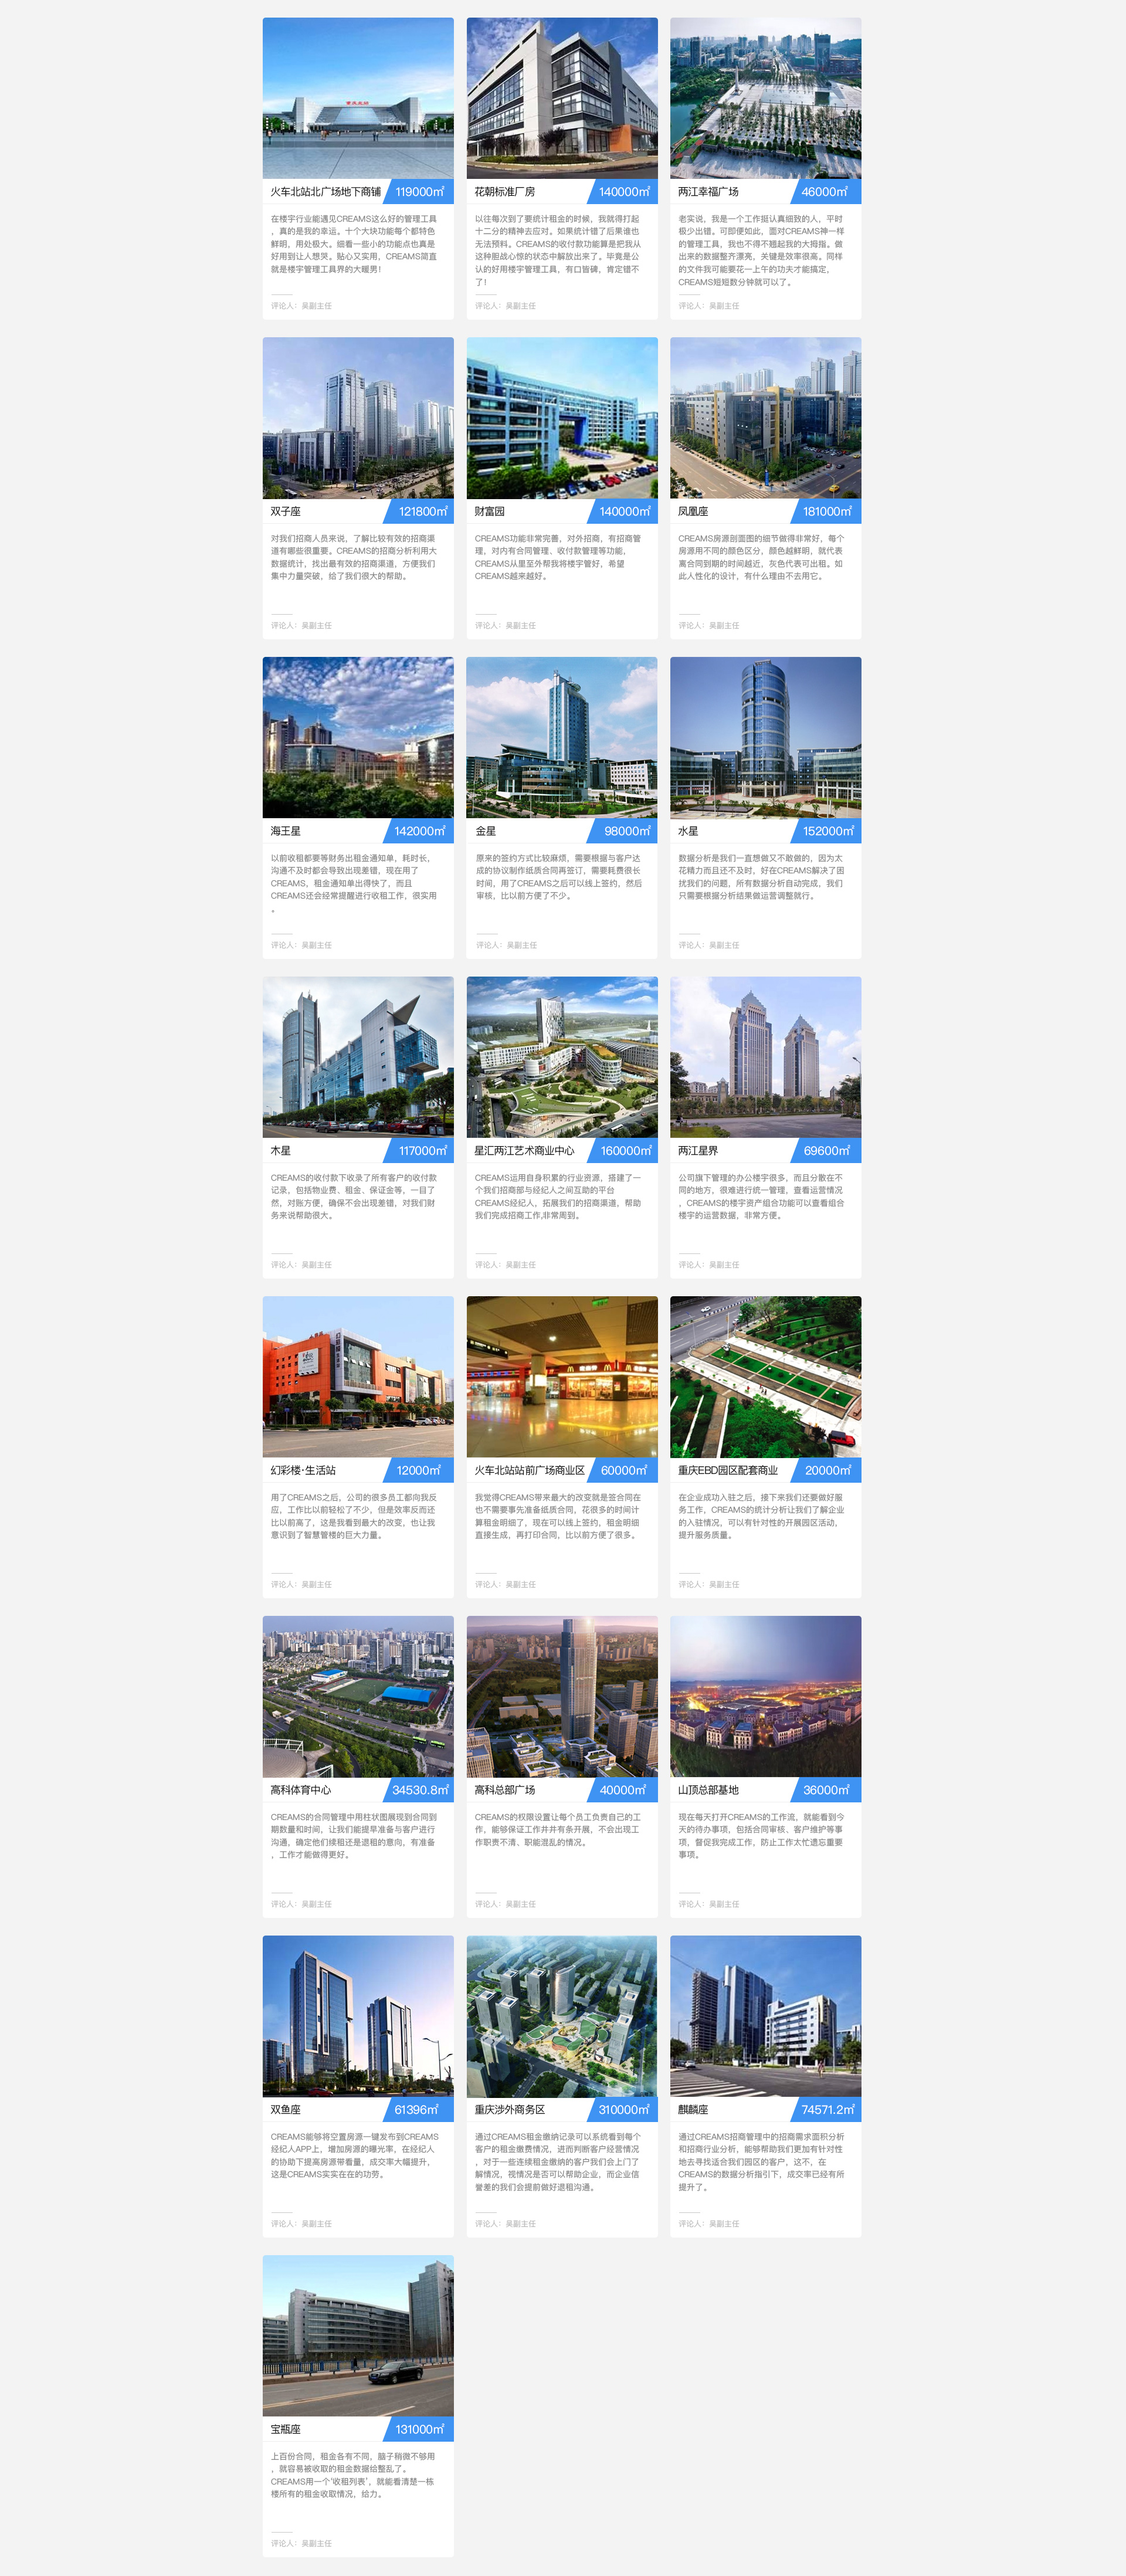 火车北站北广场地下商铺 119000㎡
在楼宇行业能遇见CREAMS这么好的管理工具
，真的是我的幸运。十个大块功能每个都特色
鲜明，用处极大。细看一些小的功能点也真是
好用到让人想哭。贴心又实用，CREAMS简直
就是楼宇管理工具界的大暖男！
评论人：吴副主任
花朝标准厂房 140000㎡
以往每次到了要统计租金的时候，我就得打起
十二分的精神去应对。如果统计错了后果谁也
无法预料。CREAMS的收付款功能算是把我从
这种胆战心惊的状态中解放出来了。毕竟是公
认的好用楼宇管理工具，有口皆碑，肯定错不
了！
评论人：吴副主任
两江幸福广场 46000㎡
老实说，我是一个工作挺认真细致的人，平时
极少出错。可即便如此，面对CREAMS神一样
的管理工具，我也不得不翘起我的大拇指。做
出来的数据整齐漂亮，关键是效率很高。同样
的文件我可能要花一上午的功夫才能搞定，
CREAMS短短数分钟就可以了。
评论人：吴副主任
双子座 121800㎡
对我们招商人员来说，了解比较有效的招商渠
道有哪些很重要。CREAMS的招商分析利用大
数据统计，找出最有效的招商渠道，方便我们
集中力量突破，给了我们很大的帮助。
评论人：吴副主任
财富园 140000㎡
CREAMS功能非常完善，对外招商，有招商管
理，对内有合同管理、收付款管理等功能，
CREAMS从里至外帮我将楼宇管好，希望
CREAMS越来越好。
评论人：吴副主任
凤凰座 181000㎡
CREAMS房源剖面图的细节做得非常好，每个
房源用不同的颜色区分，颜色越鲜明，就代表
离合同到期的时间越近，灰色代表可出租。如
此人性化的设计，有什么理由不去用它。
评论人：吴副主任
海王星 142000㎡
以前收租都要等财务出租金通知单，耗时长，
沟通不及时都会导致出现差错，现在用了
CREAMS，租金通知单出得快了，而且
CREAMS还会经常提醒进行收租工作，很实用
。
评论人：吴副主任
金星 98000㎡
原来的签约方式比较麻烦，需要根据与客户达
成的协议制作纸质合同再签订，需要耗费很长
时间，用了CREAMS之后可以线上签约，然后
审核，比以前方便了不少。
评论人：吴副主任
水星 152000㎡
数据分析是我们一直想做又不敢做的，因为太
花精力而且还不及时，好在CREAMS解决了困
扰我们的问题，所有数据分析自动完成，我们
只需要根据分析结果做运营调整就行。
评论人：吴副主任
木星 117000㎡
CREAMS的收付款下收录了所有客户的收付款
记录，包括物业费、租金、保证金等，一目了
然，对账方便，确保不会出现差错，对我们财
务来说帮助很大。
评论人：吴副主任
星汇两江艺术商业中心 160000㎡
CREAMS运用自身积累的行业资源，搭建了一
个我们招商部与经纪人之间互助的平台
CREAMS经纪人，拓展我们的招商渠道，帮助
我们完成招商工作,非常周到。
评论人：吴副主任
两江星界 69600㎡
公司旗下管理的办公楼宇很多，而且分散在不
同的地方，很难进行统一管理，查看运营情况
，CREAMS的楼宇资产组合功能可以查看组合
楼宇的运营数据，非常方便。
评论人：吴副主任
幻彩楼·生活站 12000㎡
用了CREAMS之后，公司的很多员工都向我反
应，工作比以前轻松了不少，但是效率反而还
比以前高了，这是我看到最大的改变，也让我
意识到了智慧管楼的巨大力量。
评论人：吴副主任
火车北站站前广场商业区 60000㎡
我觉得CREAMS带来最大的改变就是签合同在
也不需要事先准备纸质合同，花很多的时间计
算租金明细了，现在可以线上签约，租金明细
直接生成，再打印合同，比以前方便了很多。
评论人：吴副主任
重庆EBD园区配套商业 20000㎡
在企业成功入驻之后，接下来我们还要做好服
务工作，CREAMS的统计分析让我们了解企业
的入驻情况，可以有针对性的开展园区活动，
提升服务质量。
评论人：吴副主任
高科体育中心 34530.8㎡
CREAMS的合同管理中用柱状图展现到合同到
期数量和时间，让我们能提早准备与客户进行
沟通，确定他们续租还是退租的意向，有准备
，工作才能做得更好。
评论人：吴副主任
高科总部广场 40000㎡
CREAMS的权限设置让每个员工负责自己的工
作，能够保证工作井井有条开展，不会出现工
作职责不清、职能混乱的情况。
评论人：吴副主任
山顶总部基地 36000㎡
现在每天打开CREAMS的工作流，就能看到今
天的待办事项，包括合同审核、客户维护等事
项，督促我完成工作，防止工作太忙遗忘重要
事项。
评论人：吴副主任
双鱼座 61396㎡
CREAMS能够将空置房源一键发布到CREAMS
经纪人APP上，增加房源的曝光率，在经纪人
的协助下提高房源带看量，成交率大幅提升，
这是CREAMS实实在在的功劳。
评论人：吴副主任
重庆涉外商务区 310000㎡
通过CREAMS租金缴纳记录可以系统看到每个
客户的租金缴费情况，进而判断客户经营情况
，对于一些连续租金缴纳的客户我们会上门了
解情况，视情况是否可以帮助企业，而企业信
誉差的我们会提前做好退租沟通。
评论人：吴副主任
麒麟座 74571.2㎡
通过CREAMS招商管理中的招商需求面积分析
和招商行业分析，能够帮助我们更加有针对性
地去寻找适合我们园区的客户，这不，在
CREAMS的数据分析指引下，成交率已经有所
提升了。
评论人：吴副主任
宝瓶座 131000㎡
上百份合同，租金各有不同，脑子稍微不够用
，就容易被收取的租金数据给整乱了。
CREAMS用一个‘收租列表’，就能看清楚一栋
楼所有的租金收取情况，给力。
评论人：吴副主任